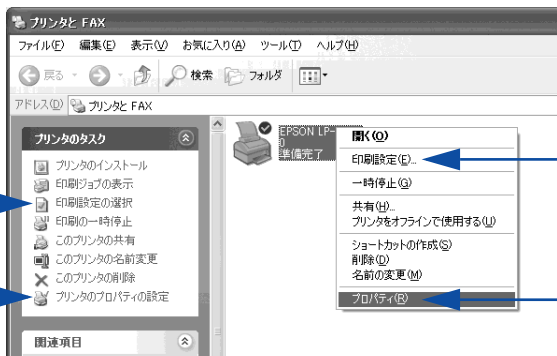 プリンタと FAX
ファイル(F) 編集(E) 表示(V) お気に入り(A) ツール(T) ヘルプ(H)
戻る 検索 フォルダ
アドレス(D) プリンタと FAX
プリンタのタスク
プリンタのインストール
印刷ジョブの表示
印刷設定の選択
印刷の一時停止
このプリンタの共有
このプリンタの名前変更
このプリンタの削除
プリンタのプロパティの設定
関連項目
EPSON LP-
0
準備完了
開く(O)
印刷設定(E)...
一時停止(G)
共有(H)...
プリンタをオフラインで使用する(U)
ショートカットの作成(S)
削除(D)
名前の変更(M)
プロパティ(R)